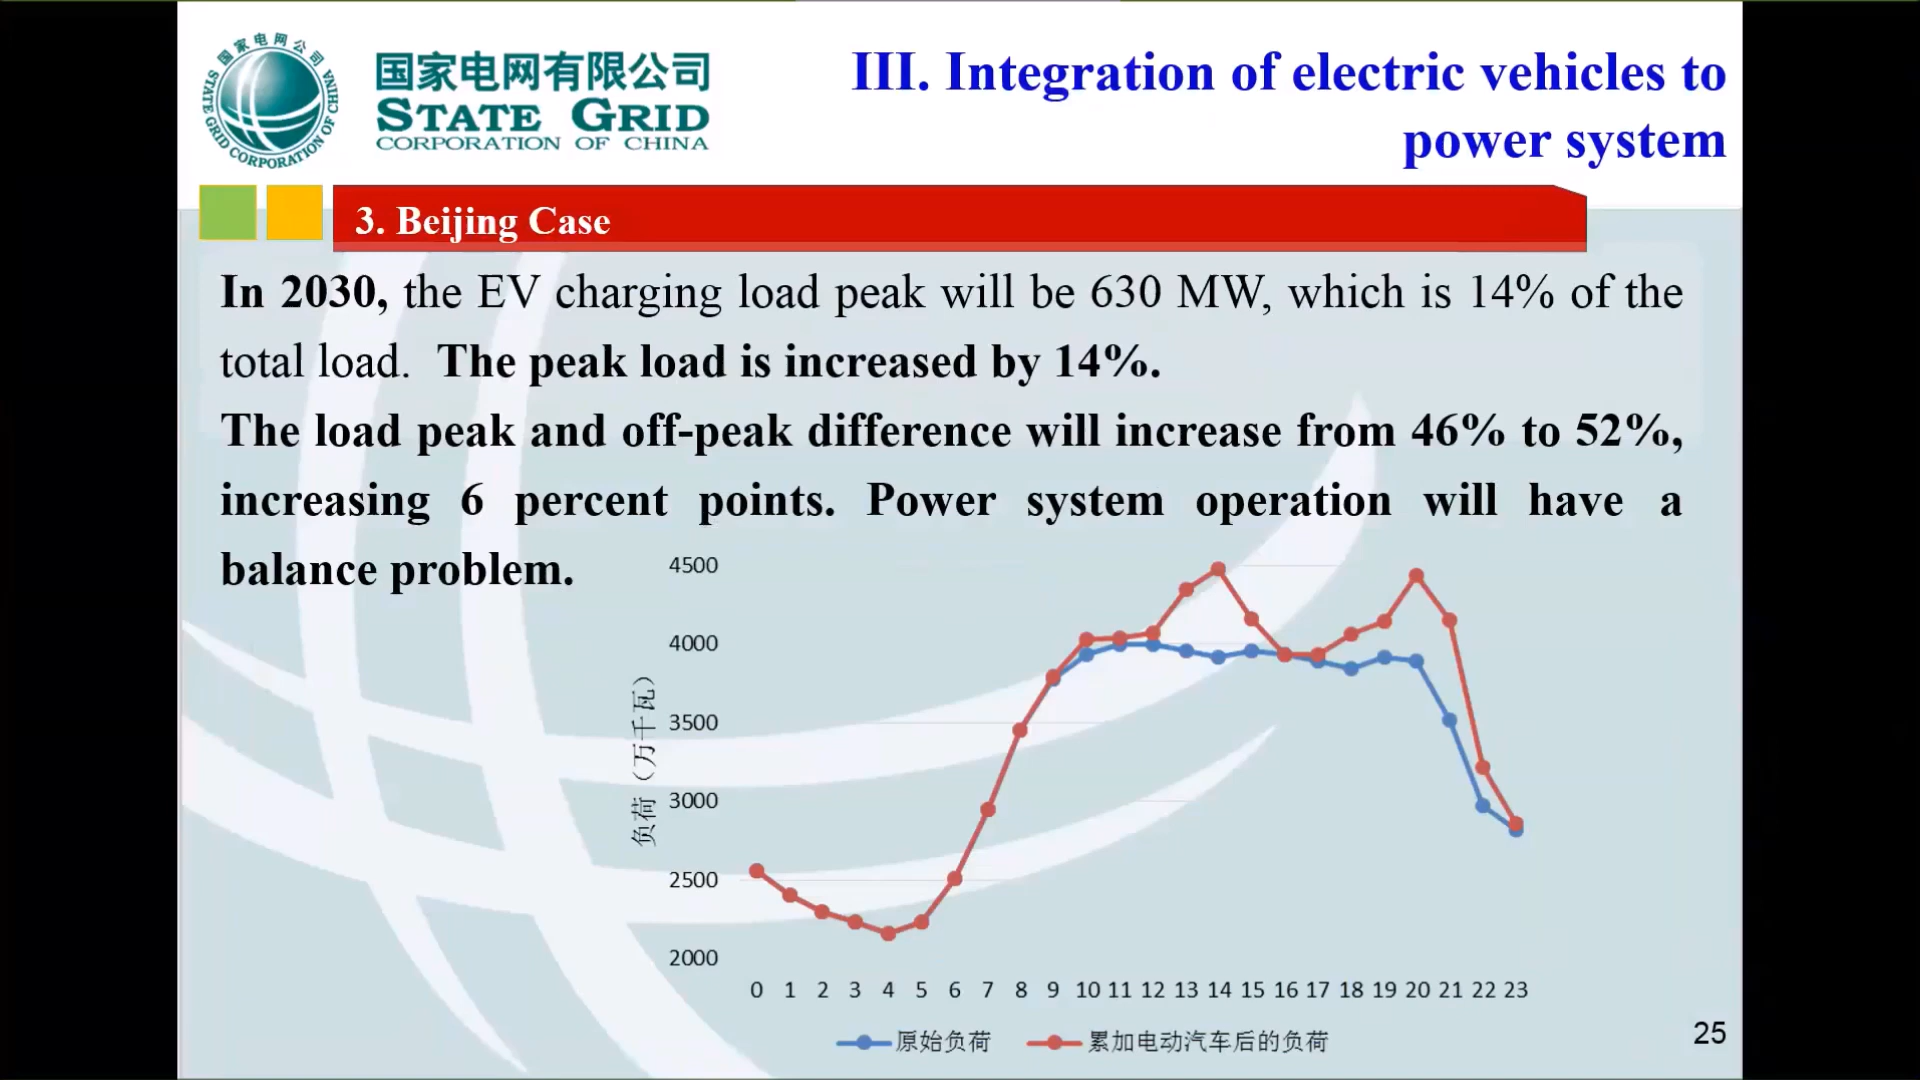 国家电网公司
STATE GRID CORPORATION OF CHINA
国家电网有限公司
STATE GRID
CORPORATION OF CHINA
III. Integration of electric vehicles to
power system
3. Beijing Case
In 2030, the EV charging load peak will be 630 MW, which is 14% of the
total load. The peak load is increased by 14%.
The load peak and off-peak difference will increase from 46% to 52%,
increasing 6 percent points. Power system operation will have a
balance problem.
4500
4000
3500
3000
2500
2000
负荷（万千瓦）
0 1 2 3 4 5 6 7 8 9 10 11 12 13 14 15 16 17 18 19 20 21 22 23
原始负荷 累加电动汽车后的负荷
25